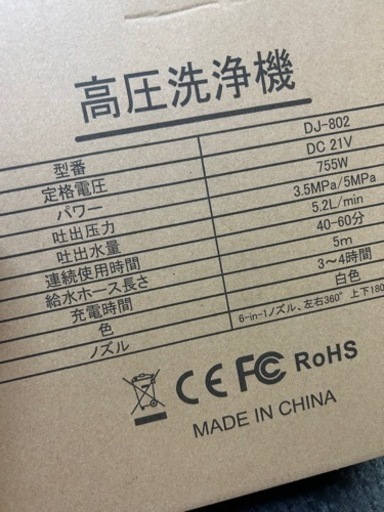 高圧洗浄機
型番 DJ-802
定格電圧 DC 21V
パワー 755W
吐出压力 3.5MPa/5MPa
吐出水量 5.2L/min
連続使用時間 40-60分
給水ホース長さ 5m
充電時間 3~4時間
色 白色
ノズル 6-in-1ノズル、左右360° 上下180
CE FC RoHS
MADE IN CHINA